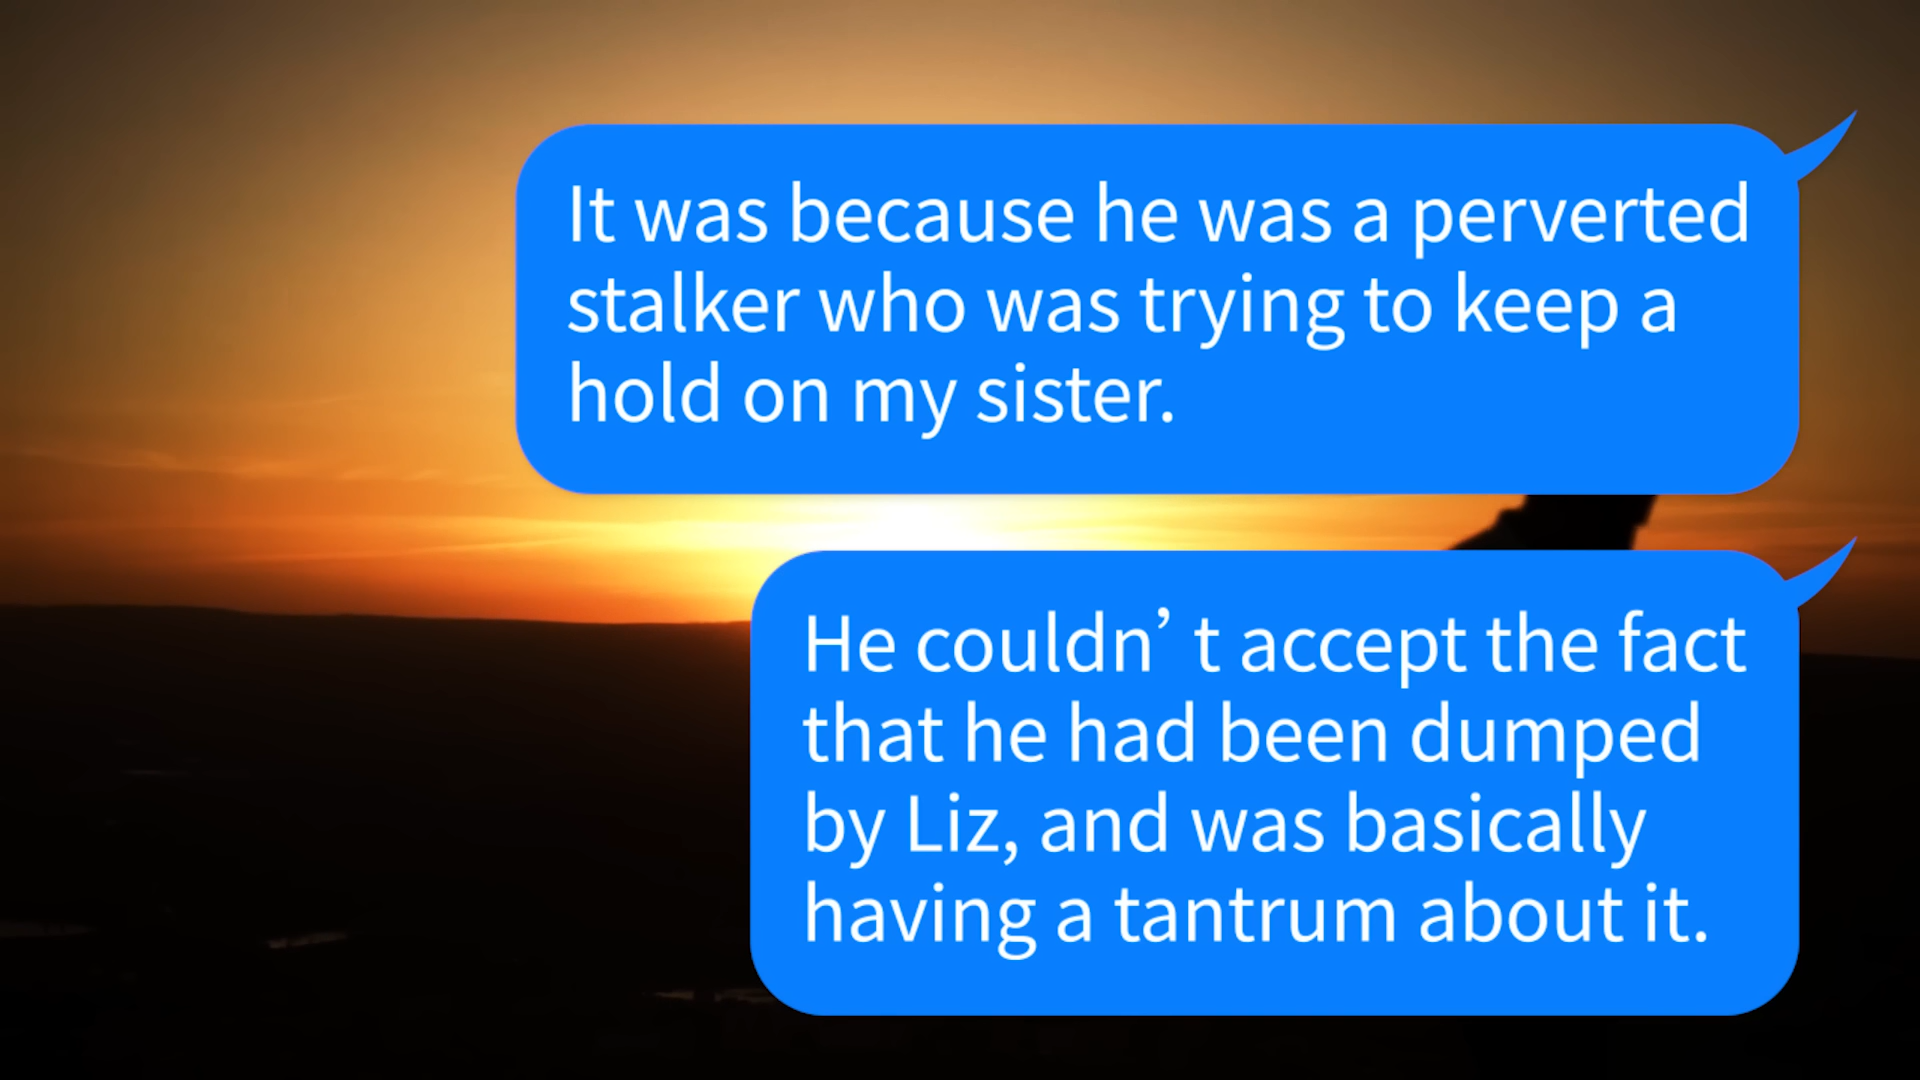 It was because he was a perverted
stalker who was trying to keep a
hold on my sister.
He couldn’ t accept the fact
that he had been dumped
by Liz, and was basically
having a tantrum about it.